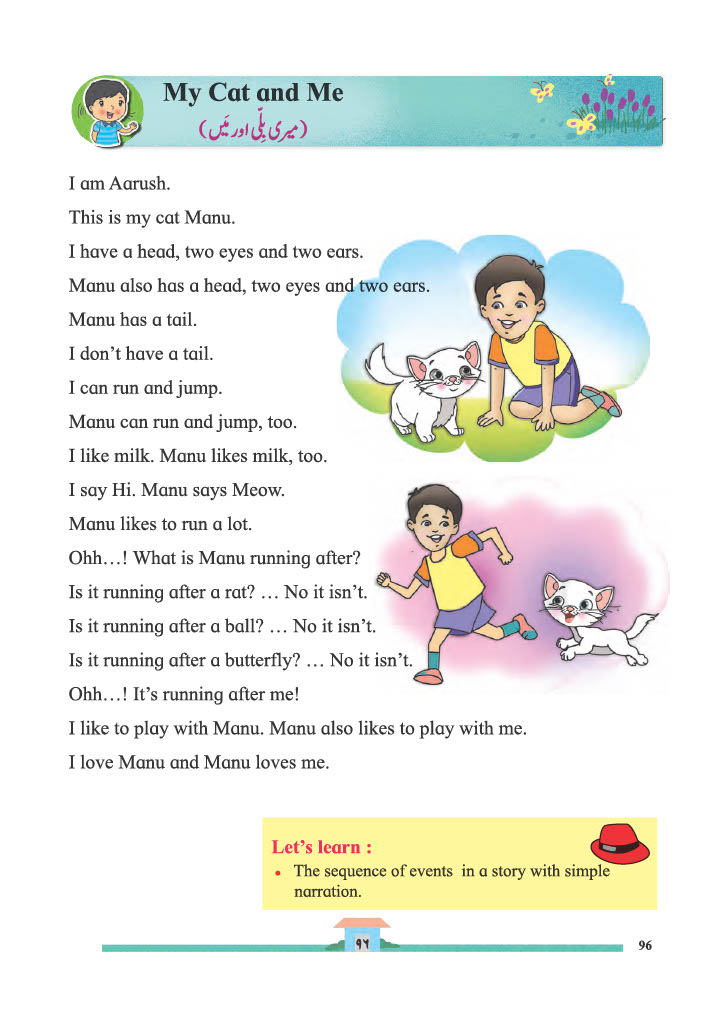 My Cat and Me
(میری بِلّی اور مَیں)
I am Aarush.
This is my cat Manu.
I have a head, two eyes and two ears.
Manu also has a head, two eyes and two ears.
Manu has a tail.
I don't have a tail.
I can run and jump.
Manu can run and jump, too.
I like milk. Manu likes milk, too.
I say Hi. Manu says Meow.
Manu likes to run a lot.
Ohh…! What is Manu running after?
Is it running after a rat? … No it isn't.
Is it running after a ball? … No it isn't.
Is it running after a butterfly? … No it isn't.
Ohh…! It's running after me!
I like to play with Manu. Manu also likes to play with me.
I love Manu and Manu loves me.
Let's learn :
• The sequence of events in a story with simple
narration.
۹۶
96